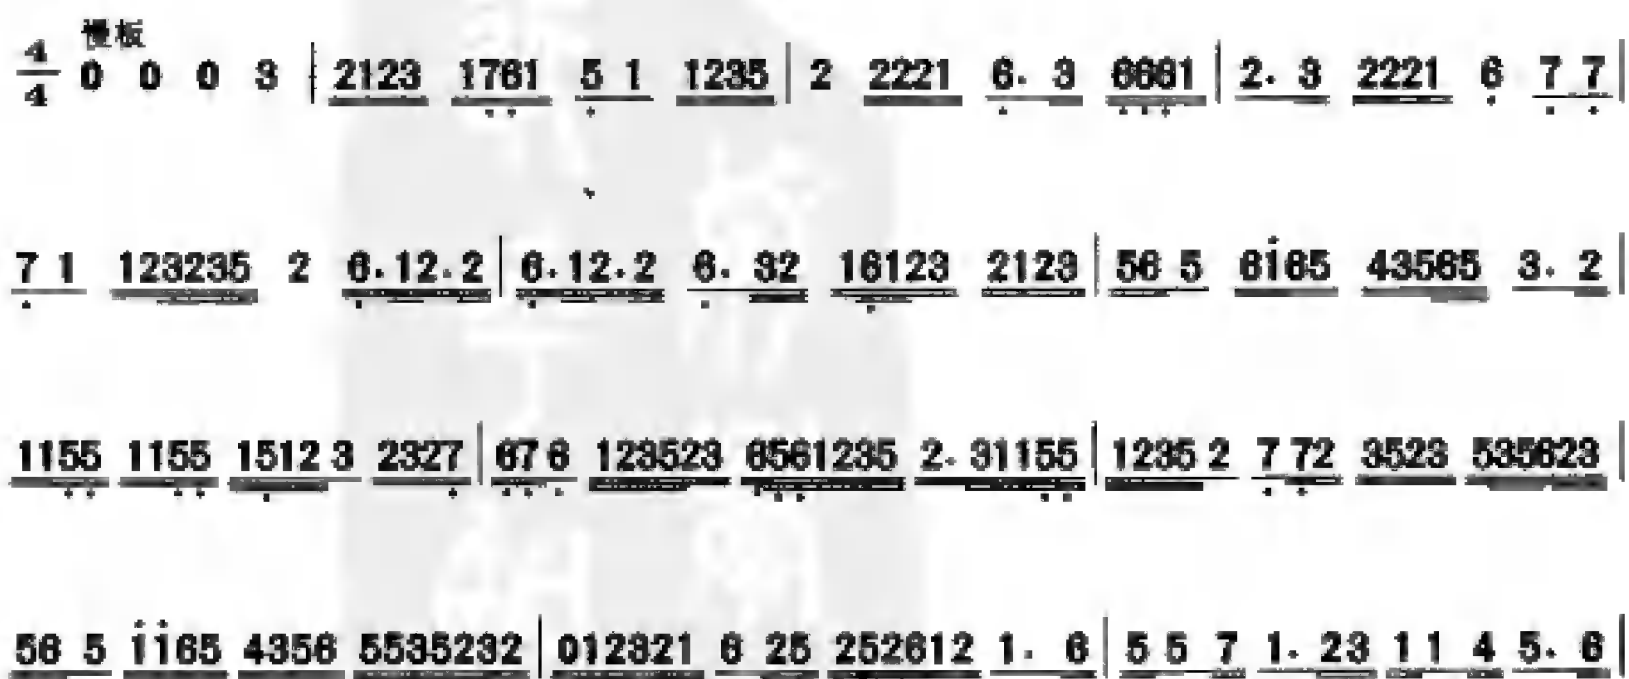 慢板
4/4 0 0 0 3 | 2123 1761 5 1 1235 | 2 2221 6. 3 6661 | 2. 3 2221 6 7 7 |
7 1 123235 2 6.12.2 | 6.12.2 6. 32 16123 2123 | 56 5 6i65 43565 3. 2 |
1155 1155 1512 3 2327 | 67 6 123523 6561235 2. 31155 | 1235 2 7 72 3523 535623 |
56 5 i i65 4356 5535232 | 012321 6 25 252612 1. 6 | 5 5 7 1. 23 1 1 4 5. 6 |